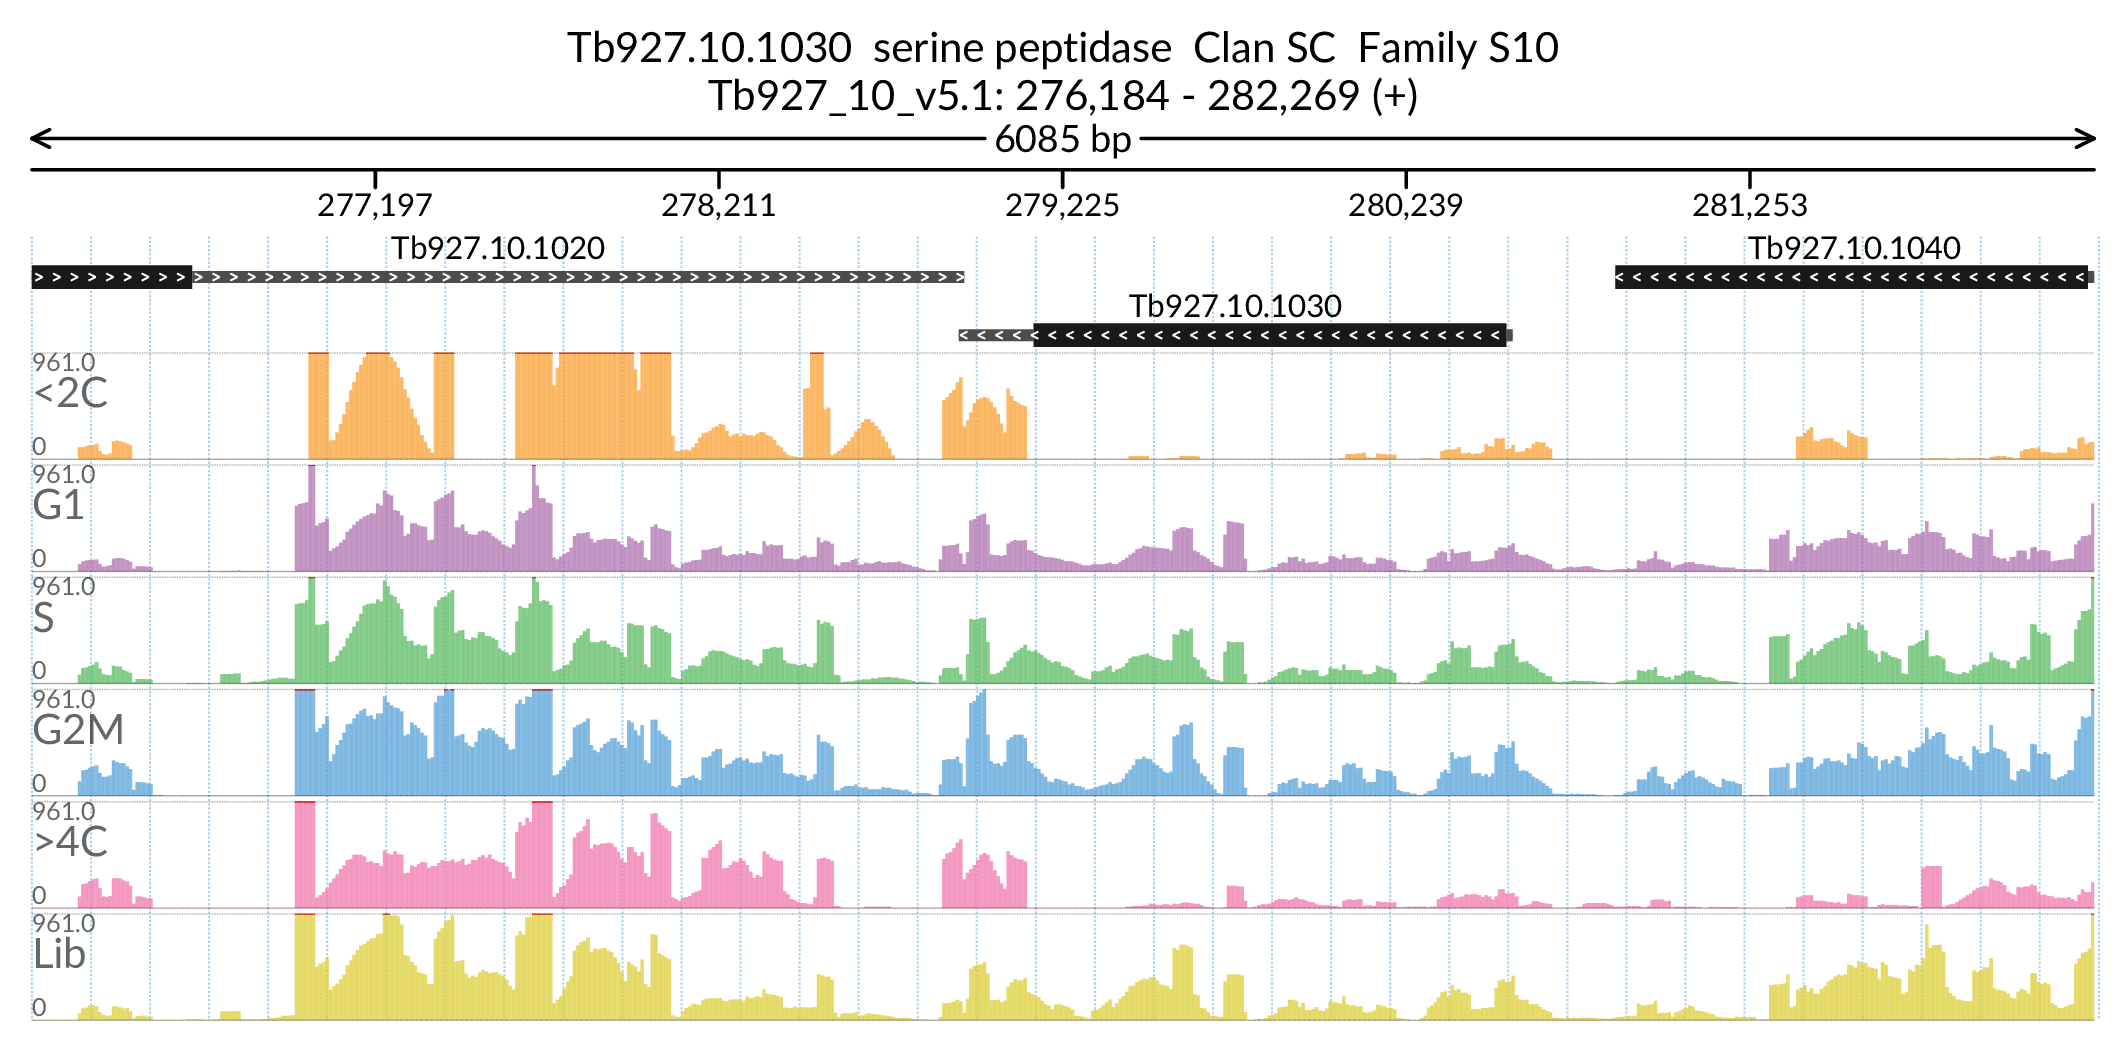 Tb927.10.1030 serine peptidase Clan SC Family S10
Tb927_10_v5.1: 276,184 - 282,269 (+)
6085 bp
277,197 278,211 279,225 280,239 281,253
Tb927.10.1020 Tb927.10.1040
Tb927.10.1030
961.0
<2C
0
961.0
G1
0
961.0
S
0
961.0
G2M
0
961.0
>4C
0
961.0
Lib
0